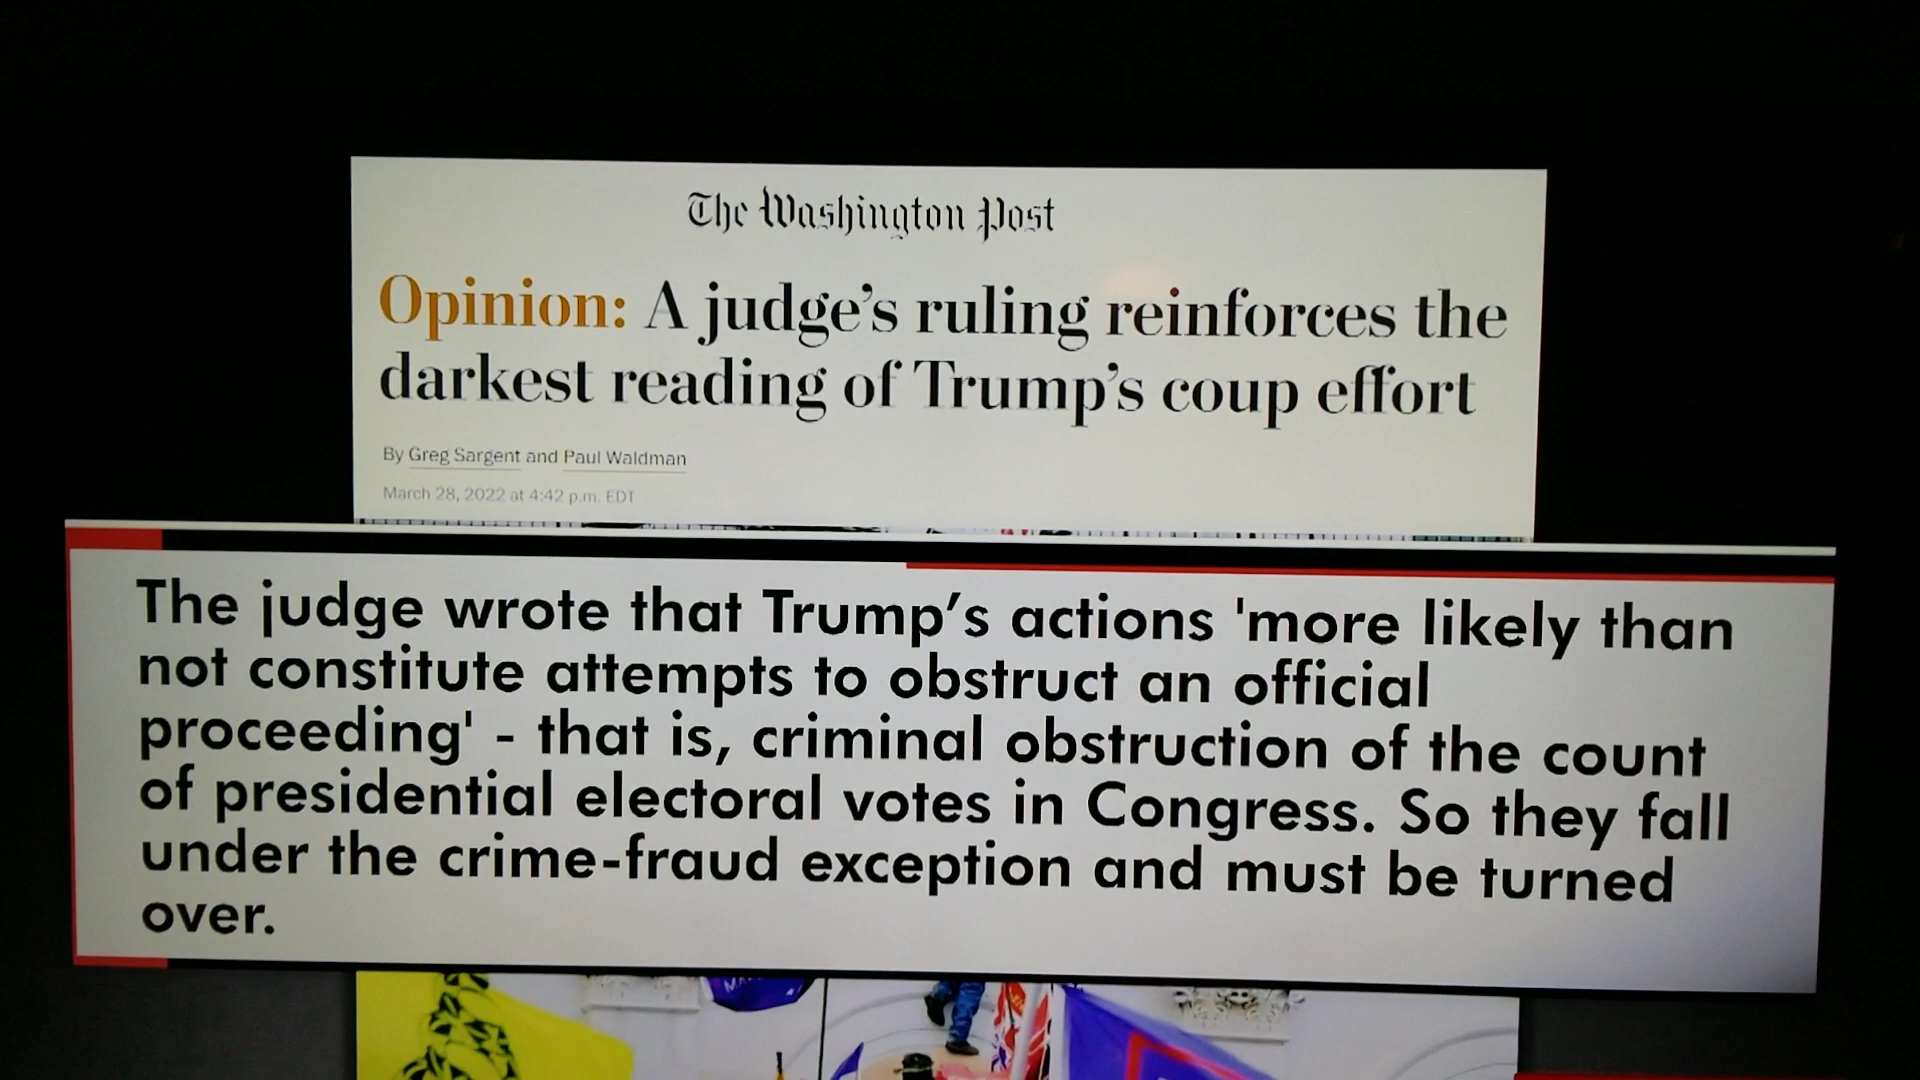 The Washington Post
Opinion: A judge's ruling reinforces the
darkest reading of Trump's coup effort
By Greg Sargent and Paul Waldman
March 28, 2022 at 4:42 p.m. EDT
The judge wrote that Trump's actions 'more likely than
not constitute attempts to obstruct an official
proceeding' - that is, criminal obstruction of the count
of presidential electoral votes in Congress. So they fall
under the crime-fraud exception and must be turned
over.